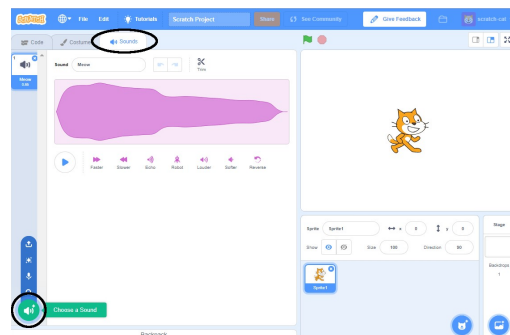 SCRATCH File Edit Tutorials Scratch Project Share See Community Give Feedback scratch-cat
Code Costumes Sounds
1
Meow
Sound Meow Trim
Faster Slower Echo Robot Louder Softer Reverse
Sprite Sprite1 x 0 y 0
Show Size 100 Direction 90
Stage
Backdrops
1
Sprite1
Choose a Sound
Backpack